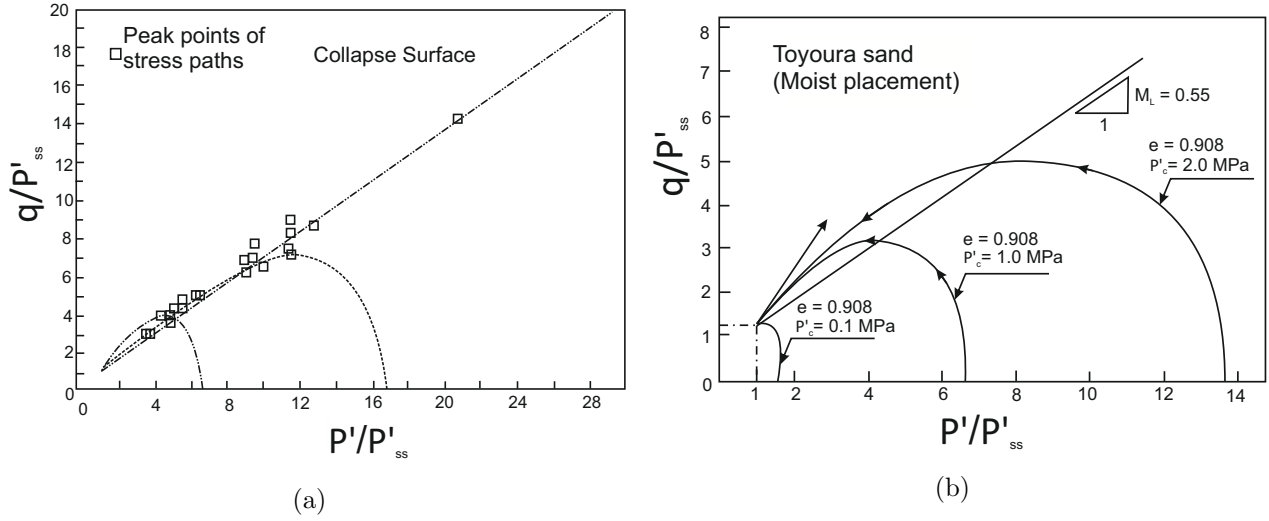 20
18
16
14
12
10
8
6
4
2
0
q/P'ss
Peak points of
stress paths
Collapse Surface
0
4
8
12
16
20
24
28
P'/P'ss
(a)
8
7
6
5
4
3
2
1
0
q/P'ss
Toyoura sand
(Moist placement)
ML = 0.55
1
e = 0.908
P'c = 2.0 MPa
e = 0.908
P'c = 1.0 MPa
e = 0.908
P'c = 0.1 MPa
0
1
2
4
6
8
10
12
14
P'/P'ss
(b)